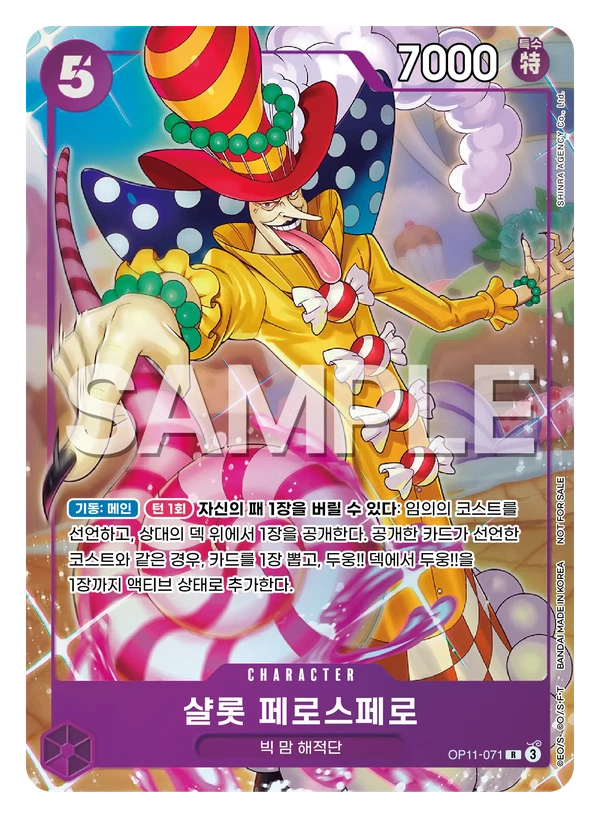 5
7000
특수
特
SHINRA AGENCY Co., Ltd.
SAMPLE
기동: 메인 턴 1회 자신의 패 1장을 버릴 수 있다: 임의의 코스트를
선언하고, 상대의 덱 위에서 1장을 공개한다. 공개한 카드가 선언한
코스트와 같은 경우, 카드를 1장 뽑고, 두웅!! 덱에서 두웅!!을
1장까지 액티브 상태로 추가한다.
CHARACTER
샬롯 페로스페로
빅 맘 해적단
OP11-071 R 3
©E.O/S. ©O/S·F·T · BANDAI MADE IN KOREA NOT FOR SALE